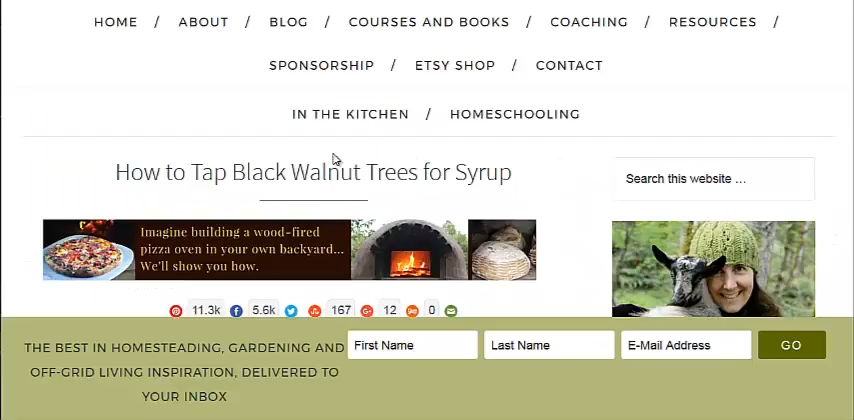 HOME / ABOUT / BLOG / COURSES AND BOOKS / COACHING / RESOURCES /
SPONSORSHIP / ETSY SHOP / CONTACT
IN THE KITCHEN / HOMESCHOOLING
How to Tap Black Walnut Trees for Syrup
Search this website ...
Imagine building a wood-fired
pizza oven in your own backyard...
We'll show you how.
11.3k 5.6k 167 12 0
THE BEST IN HOMESTEADING, GARDENING AND
OFF-GRID LIVING INSPIRATION, DELIVERED TO
YOUR INBOX
First Name Last Name E-Mail Address GO